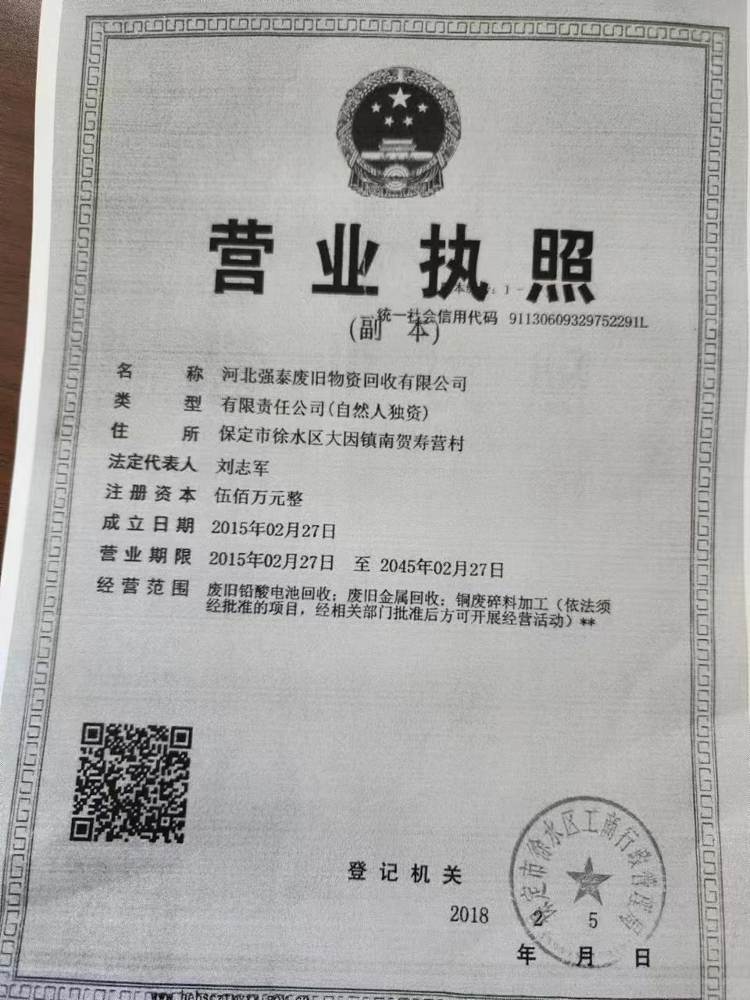 营业执照
本编号：1 -
统一社会信用代码 91130609329752291L
(副 本)
名 称 河北强泰废旧物资回收有限公司
类 型 有限责任公司(自然人独资)
住 所 保定市徐水区大因镇南贺寿营村
法定代表人 刘志军
注册资本 伍佰万元整
成立日期 2015年02月27日
营业期限 2015年02月27日 至 2045年02月27日
经营范围 废旧铅酸电池回收；废旧金属回收；铜废碎料加工（依法须
经批准的项目，经相关部门批准后方可开展经营活动）**
保定市徐水区工商行政管理局
登记机关
2018 2 5
年 月 日